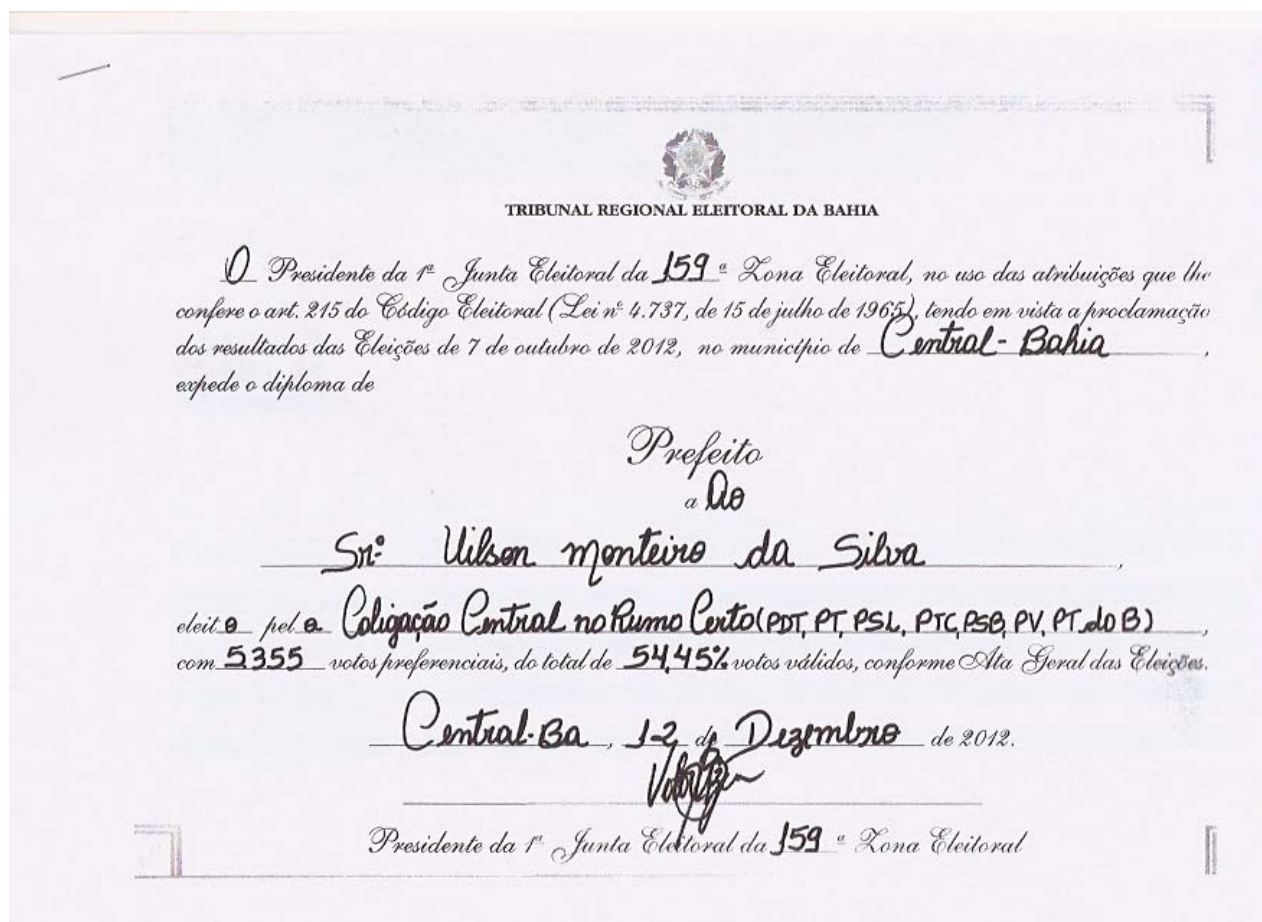 TRIBUNAL REGIONAL ELEITORAL DA BAHIA
O Presidente da 1ª Junta Eleitoral da 159 ª Zona Eleitoral, no uso das atribuições que lhe
confere o art. 215 do Código Eleitoral (Lei nº 4.737, de 15 de julho de 1965), tendo em vista a proclamação
dos resultados das Eleições de 7 de outubro de 2012, no município de Central - Bahia ,
expede o diploma de
Prefeito
a ao
Srº Uilson Monteiro da Silva ,
eleit o pel a Coligação Central no Rumo Certo (PDT, PT, PSL, PTC, PSB, PV, PT do B) ,
com 5355 votos preferenciais, do total de 54,45% votos válidos, conforme Ata Geral das Eleições.
Central-Ba , 12 de Dezembro de 2012.
Presidente da 1ª Junta Eleitoral da 159 ª Zona Eleitoral